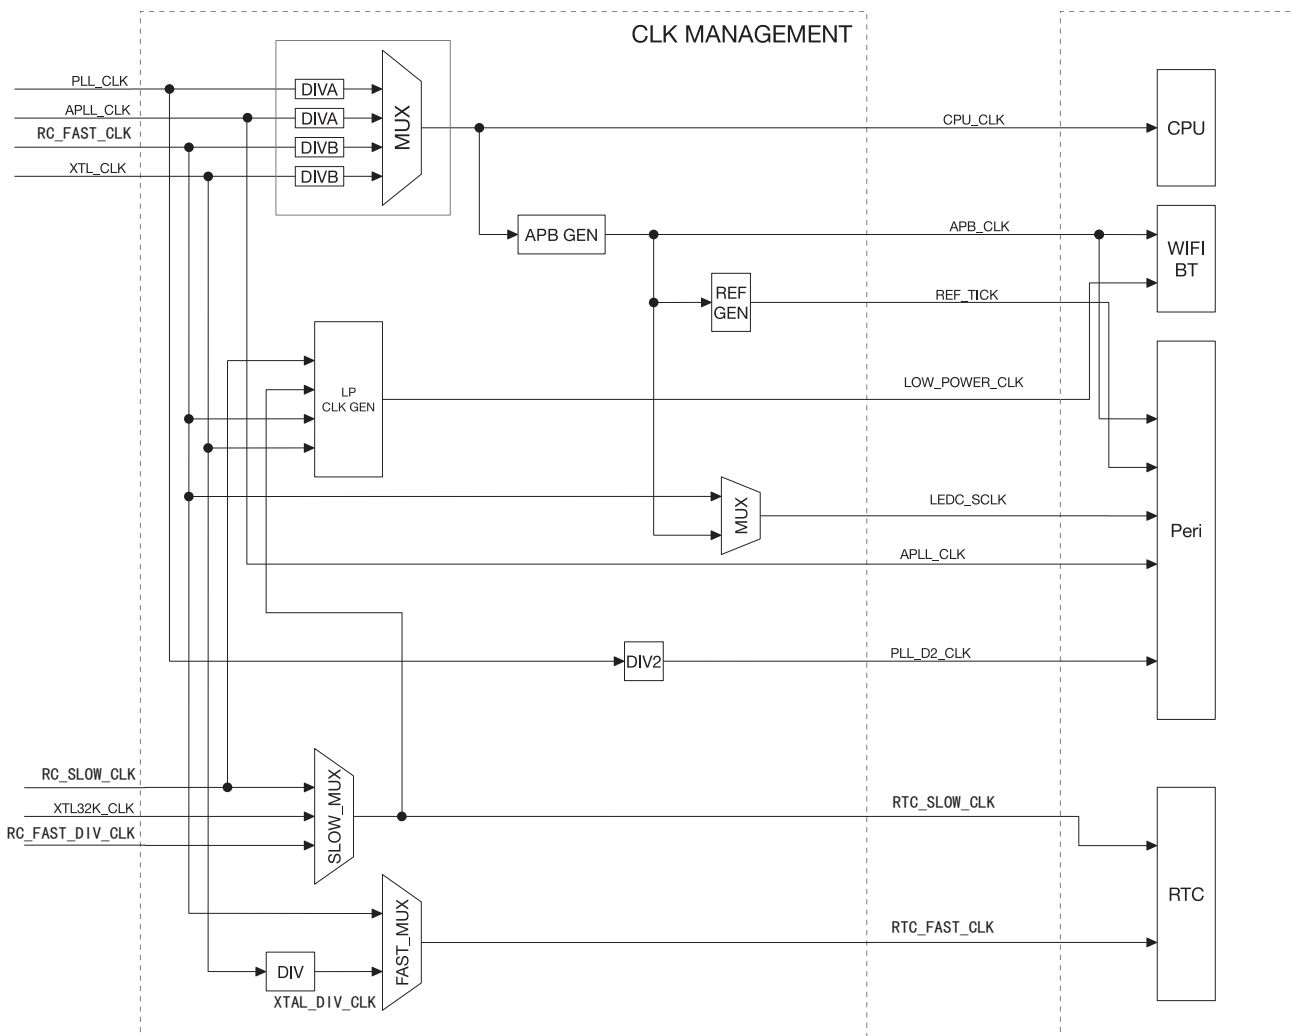 CLK MANAGEMENT
PLL_CLK
DIVA
APLL_CLK
DIVA
RC_FAST_CLK
DIVB
XTL_CLK
DIVB
MUX
CPU_CLK
CPU
APB GEN
APB_CLK
WIFI
BT
REF
GEN
REF_TICK
LP
CLK GEN
LOW_POWER_CLK
MUX
LEDC_SCLK
Peri
APLL_CLK
DIV2
PLL_D2_CLK
RC_SLOW_CLK
XTL32K_CLK
RC_FAST_DIV_CLK
SLOW_MUX
RTC_SLOW_CLK
RTC
FAST_MUX
RTC_FAST_CLK
DIV
XTAL_DIV_CLK